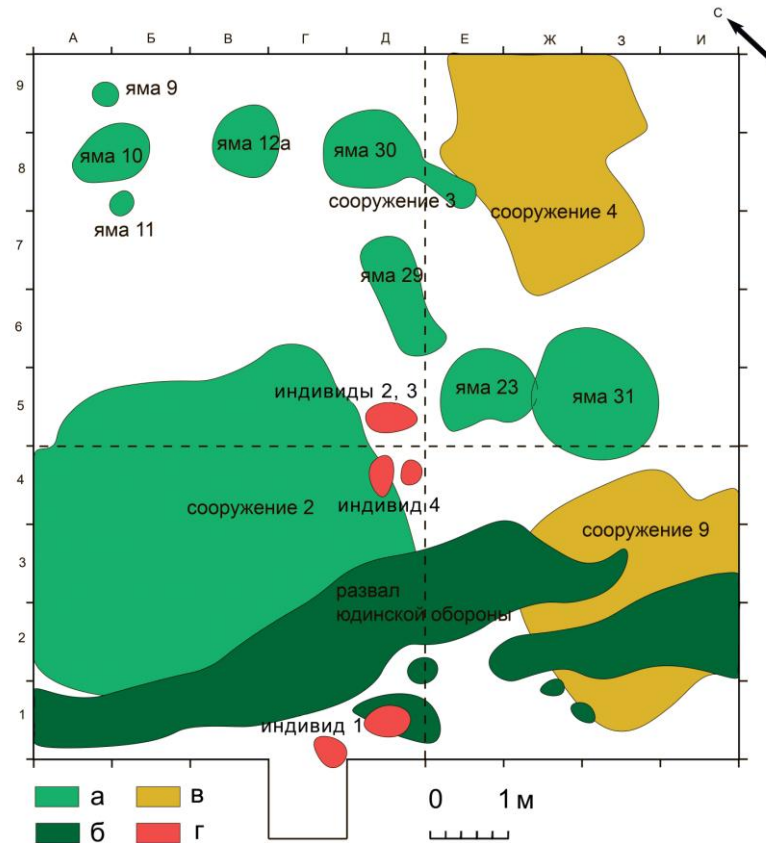 С
А Б В Г Д Е Ж З И
9
яма 9
яма 10
яма 12а
яма 30
8
сооружение 3
сооружение 4
яма 11
7
яма 29
6
индивиды 2, 3
яма 23
яма 31
5
4
сооружение 2
индивид 4
сооружение 9
3
развал
юдинской обороны
2
индивид 1
1
А Б В Г Д Е Ж З И
а
в
0 1 м
б
г